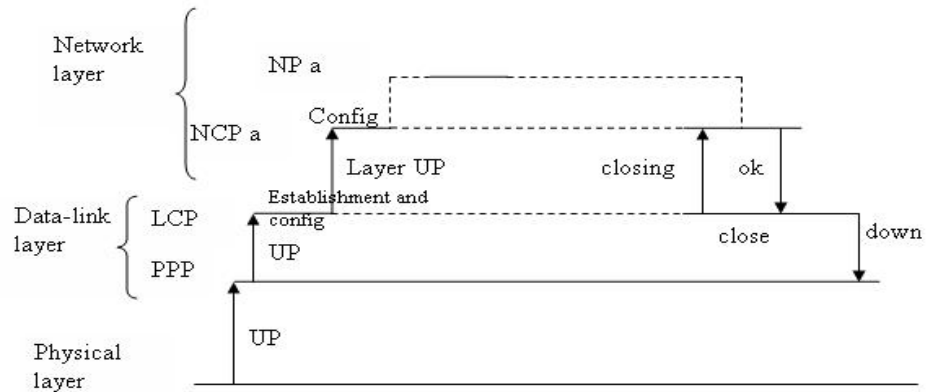 Network
layer
NP a
Config
NCP a
Layer UP
closing
ok
Establishment and
config
Data-link
layer
LCP
close
down
UP
PPP
UP
Physical
layer